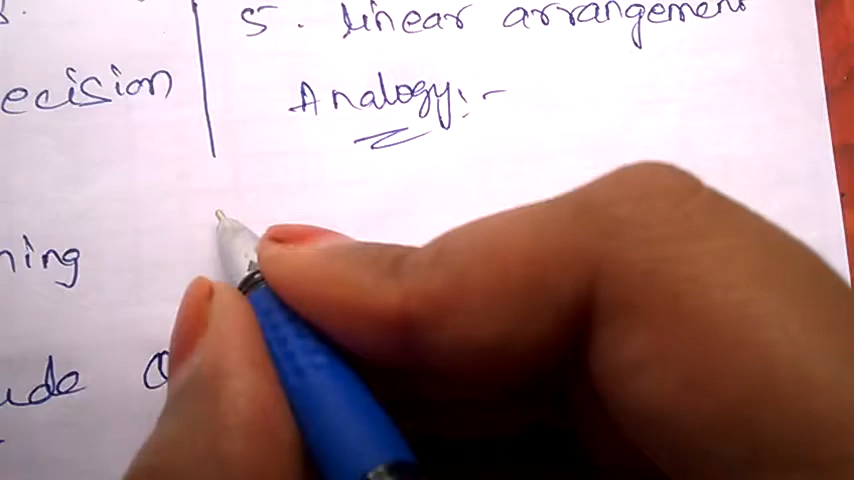 5. linear arrangement
ecision
Analogy:-
ning
ude